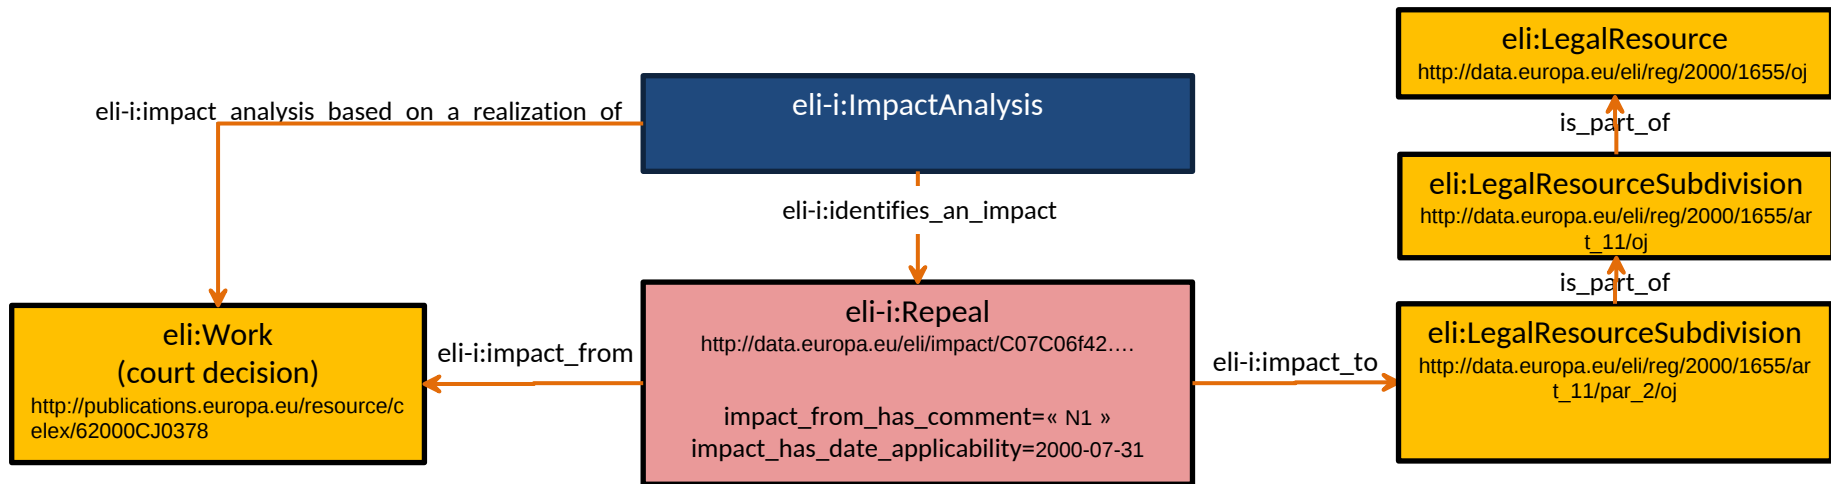 eli:LegalResource
http://data.europa.eu/eli/reg/2000/1655/oj
eli-i:impact_analysis_based_on_a_realization_of
eli-i:ImpactAnalysis
is_part_of
eli:LegalResourceSubdivision
http://data.europa.eu/eli/reg/2000/1655/ar
t_11/oj
eli-i:identifies_an_impact
is_part_of
eli:Work
(court decision)
http://publications.europa.eu/resource/c
elex/62000CJ0378
eli-i:impact_from
eli-i:Repeal
http://data.europa.eu/eli/impact/C07C06f42....
impact_from_has_comment=« N1 »
impact_has_date_applicability=2000-07-31
eli-i:impact_to
eli:LegalResourceSubdivision
http://data.europa.eu/eli/reg/2000/1655/ar
t_11/par_2/oj